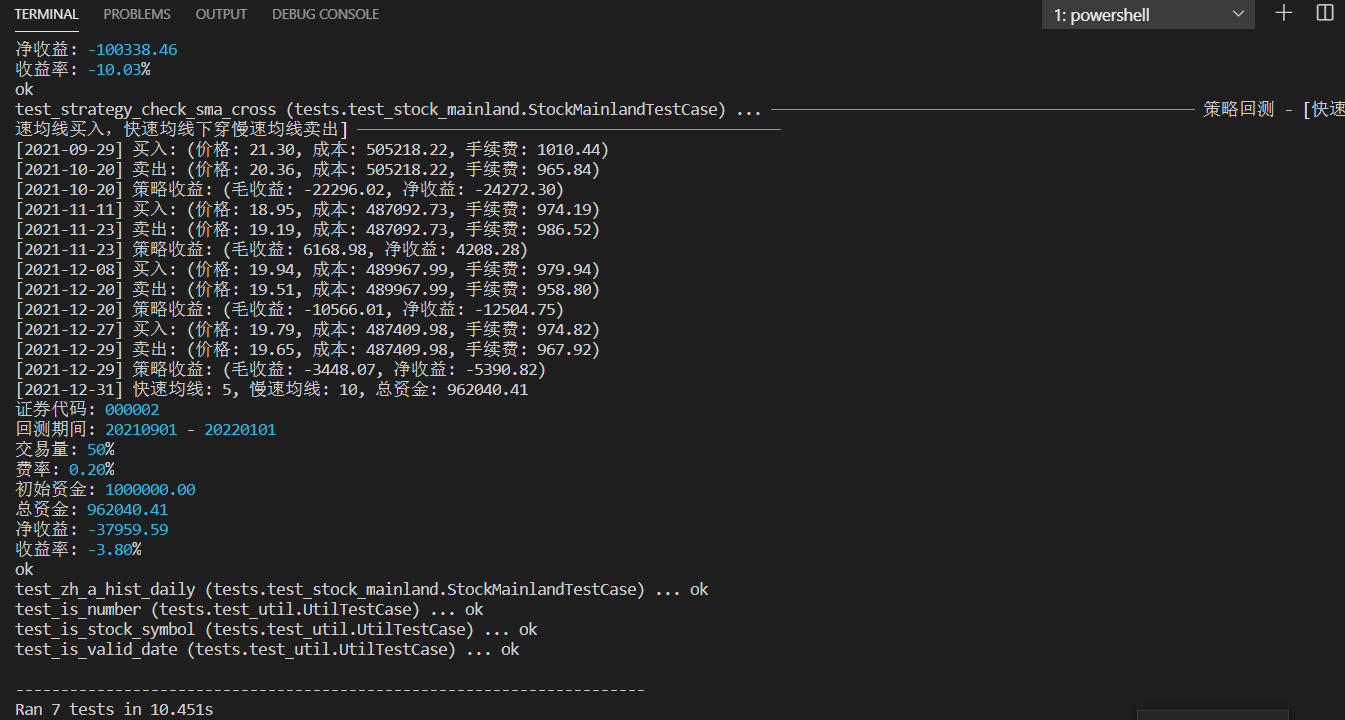 TERMINAL PROBLEMS OUTPUT DEBUG CONSOLE 1: powershell
净收益: -100338.46
收益率: -10.03%
ok
test_strategy_check_sma_cross (tests.test_stock_mainland.StockMainlandTestCase) ... ─────────────────────────────────────────────── 策略回测 - [快速
速均线买入，快速均线下穿慢速均线卖出] ───────────────────────────────────────────────
[2021-09-29] 买入: (价格: 21.30, 成本: 505218.22, 手续费: 1010.44)
[2021-10-20] 卖出: (价格: 20.36, 成本: 505218.22, 手续费: 965.84)
[2021-10-20] 策略收益: (毛收益: -22296.02, 净收益: -24272.30)
[2021-11-11] 买入: (价格: 18.95, 成本: 487092.73, 手续费: 974.19)
[2021-11-23] 卖出: (价格: 19.19, 成本: 487092.73, 手续费: 986.52)
[2021-11-23] 策略收益: (毛收益: 6168.98, 净收益: 4208.28)
[2021-12-08] 买入: (价格: 19.94, 成本: 489967.99, 手续费: 979.94)
[2021-12-20] 卖出: (价格: 19.51, 成本: 489967.99, 手续费: 958.80)
[2021-12-20] 策略收益: (毛收益: -10566.01, 净收益: -12504.75)
[2021-12-27] 买入: (价格: 19.79, 成本: 487409.98, 手续费: 974.82)
[2021-12-29] 卖出: (价格: 19.65, 成本: 487409.98, 手续费: 967.92)
[2021-12-29] 策略收益: (毛收益: -3448.07, 净收益: -5390.82)
[2021-12-31] 快速均线: 5, 慢速均线: 10, 总资金: 962040.41
证券代码: 000002
回测期间: 20210901 - 20220101
交易量: 50%
费率: 0.20%
初始资金: 1000000.00
总资金: 962040.41
净收益: -37959.59
收益率: -3.80%
ok
test_zh_a_hist_daily (tests.test_stock_mainland.StockMainlandTestCase) ... ok
test_is_number (tests.test_util.UtilTestCase) ... ok
test_is_stock_symbol (tests.test_util.UtilTestCase) ... ok
test_is_valid_date (tests.test_util.UtilTestCase) ... ok
----------------------------------------------------------------------
Ran 7 tests in 10.451s